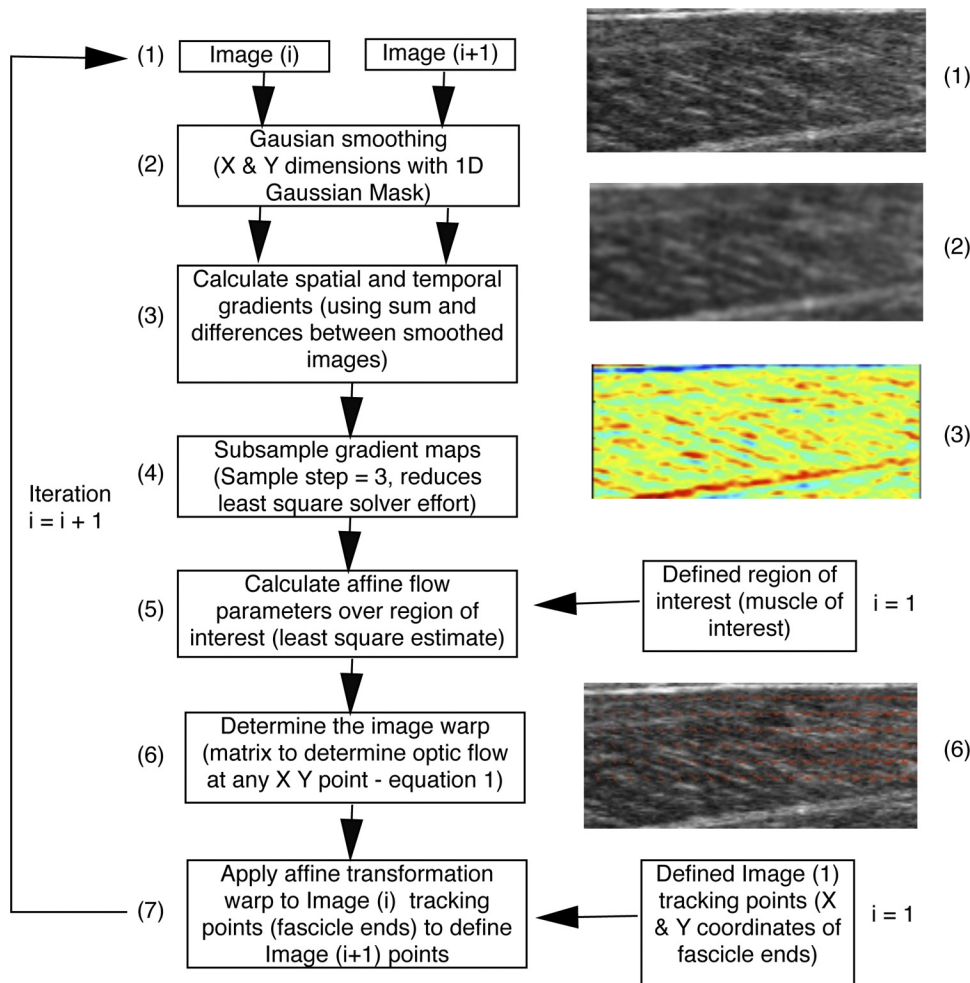 (1)
Image (i)
Image (i+1)
(1)
(2)
Gausian smoothing
(X & Y dimensions with 1D
Gaussian Mask)
(2)
(3)
Calculate spatial and temporal
gradients (using sum and
differences between smoothed
images)
(3)
(4)
Subsample gradient maps
(Sample step = 3, reduces
least square solver effort)
Iteration
i = i + 1
(5)
Calculate affine flow
parameters over region of
interest (least square estimate)
Defined region of
interest (muscle of
interest)
i = 1
(6)
Determine the image warp
(matrix to determine optic flow
at any X Y point - equation 1)
(6)
(7)
Apply affine transformation
warp to Image (i) tracking
points (fascicle ends) to define
Image (i+1) points
Defined Image (1)
tracking points (X
& Y coordinates of
fascicle ends)
i = 1